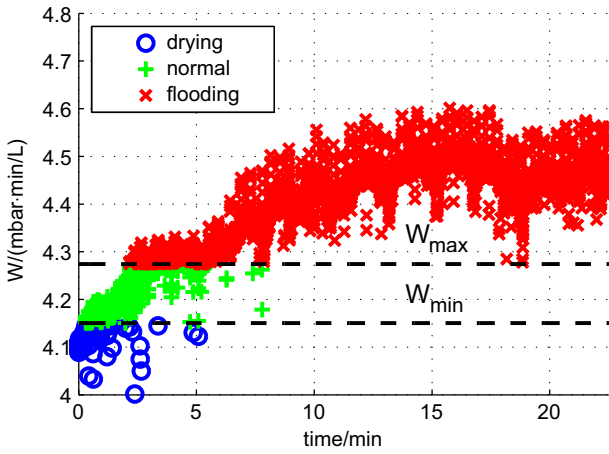 4.8
4.7
4.6
4.5
4.4
4.3
4.2
4.1
4
W/(mbar·min/L)
drying
normal
flooding
W_max
W_min
0 5 10 15 20
time/min